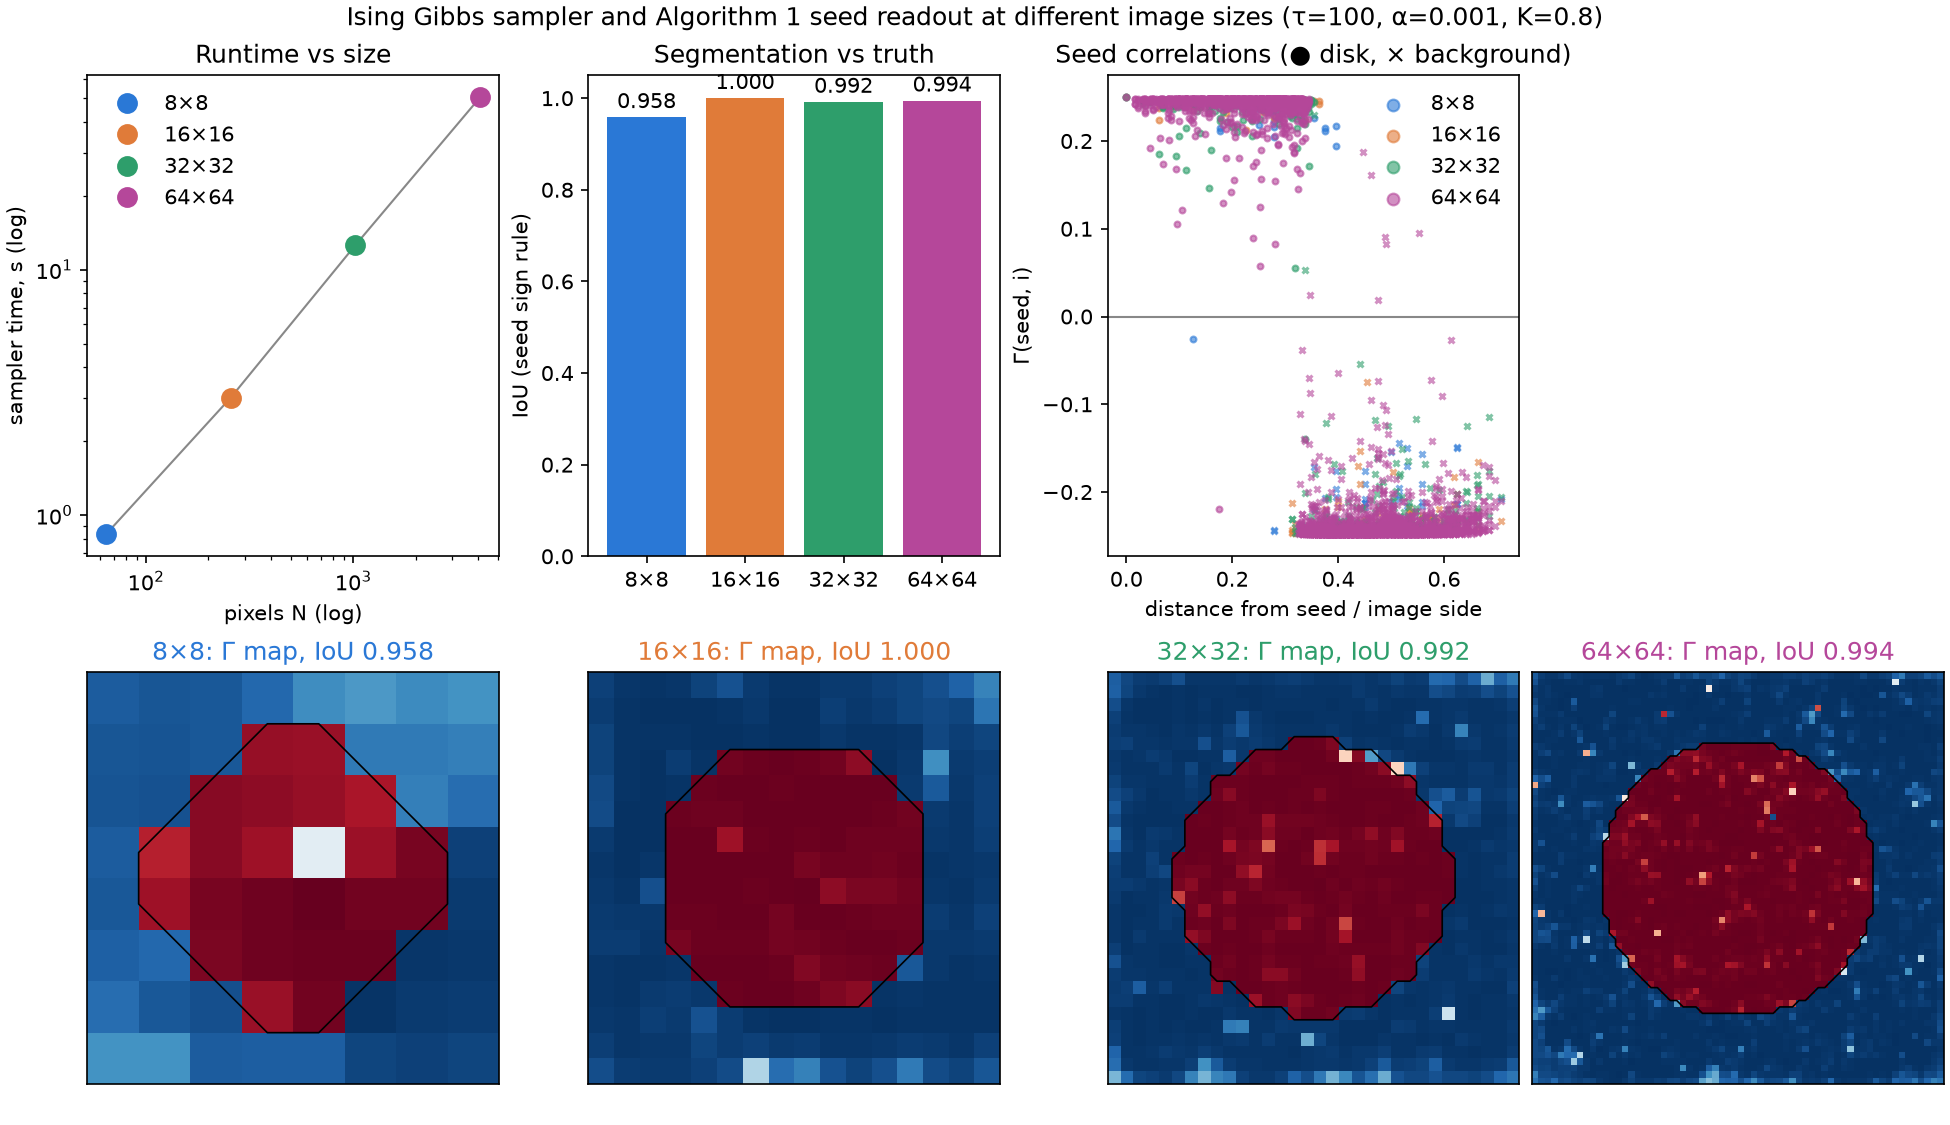 Ising Gibbs sampler and Algorithm 1 seed readout at different image sizes (τ=100, α=0.001, K=0.8)
Runtime vs size
8×8
16×16
32×32
64×64
10¹
10⁰
sampler time, s (log)
10²
10³
pixels N (log)
Segmentation vs truth
0.958
1.000
0.992
0.994
1.0
0.8
0.6
0.4
0.2
0.0
IoU (seed sign rule)
8×8
16×16
32×32
64×64
Seed correlations (● disk, × background)
8×8
16×16
32×32
64×64
0.2
0.1
0.0
−0.1
−0.2
Γ(seed, i)
0.0
0.2
0.4
0.6
distance from seed / image side
8×8: Γ map, IoU 0.958
16×16: Γ map, IoU 1.000
32×32: Γ map, IoU 0.992
64×64: Γ map, IoU 0.994